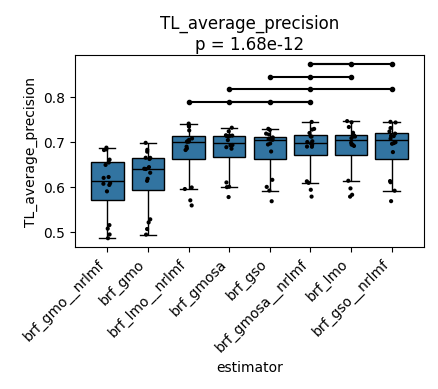 TL_average_precision
p = 1.68e-12
TL_average_precision
0.8
0.7
0.6
0.5
brf_gmo__nrlmf
brf_gmo
brf_lmo__nrlmf
brf_gmosa
brf_gso
brf_gmosa__nrlmf
brf_lmo
brf_gso__nrlmf
estimator